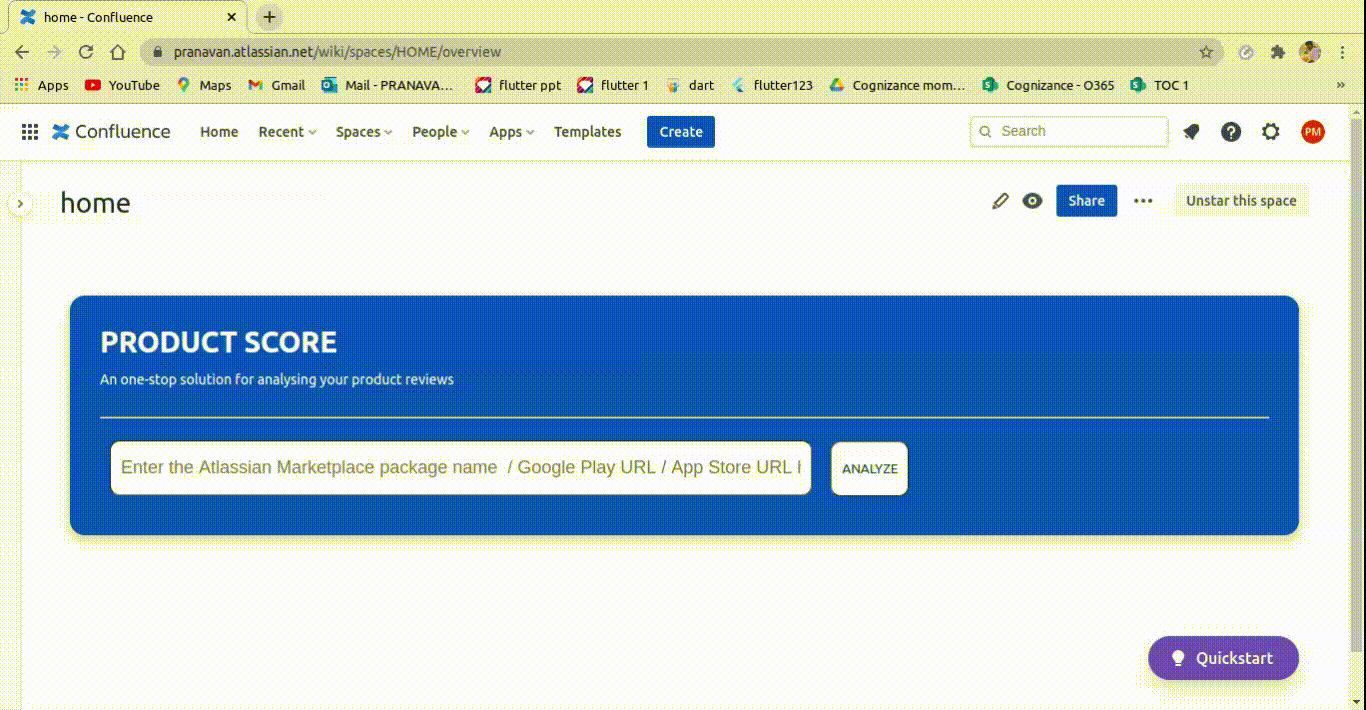 home - Confluence
pranavan.atlassian.net/wiki/spaces/HOME/overview
Apps YouTube Maps Gmail Mail - PRANAVA... flutter ppt flutter 1 dart flutter123 Cognizance mom... Cognizance - O365 TOC 1 »
Confluence Home Recent Spaces People Apps Templates Create Search PM
home Share Unstar this space
PRODUCT SCORE
An one-stop solution for analysing your product reviews
Enter the Atlassian Marketplace package name / Google Play URL / App Store URL
ANALYZE
Quickstart